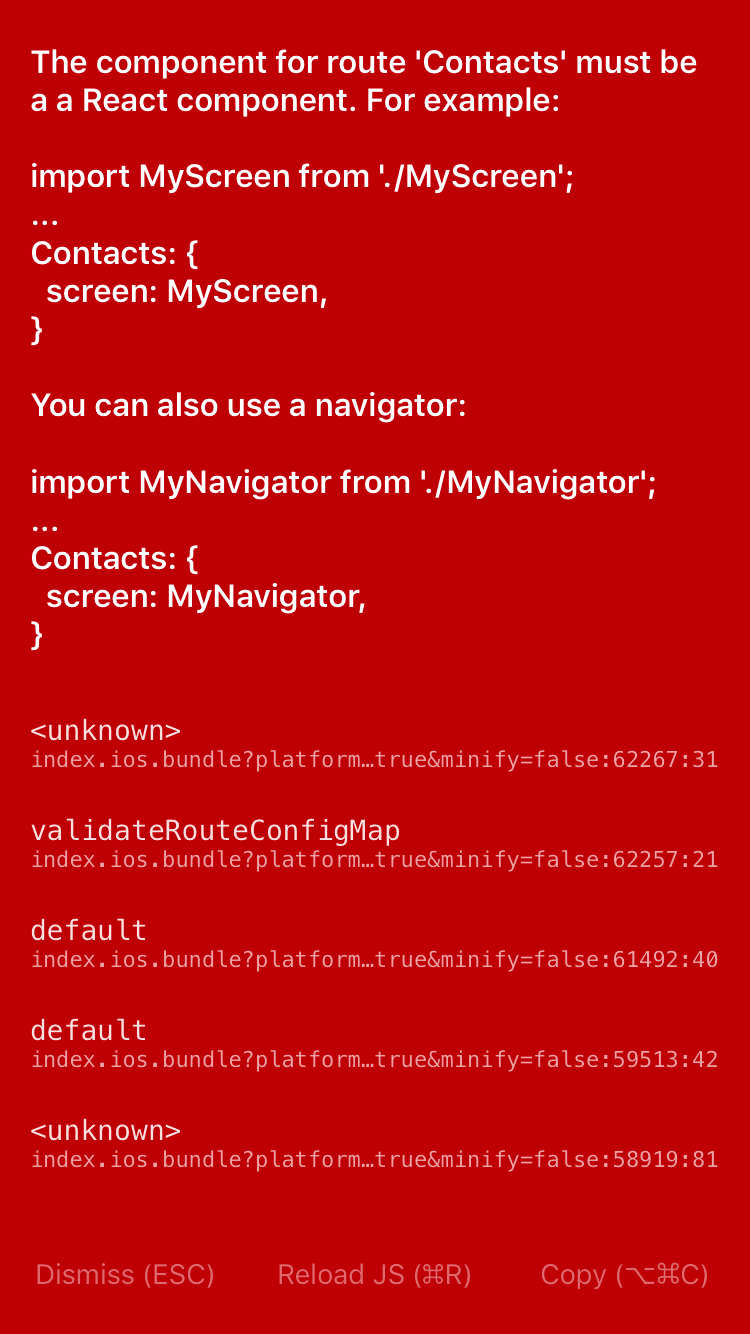 The component for route 'Contacts' must be
a a React component. For example:
import MyScreen from './MyScreen';
...
Contacts: {
  screen: MyScreen,
}
You can also use a navigator:
import MyNavigator from './MyNavigator';
...
Contacts: {
  screen: MyNavigator,
}
<unknown>
index.ios.bundle?platform…true&minify=false:62267:31
validateRouteConfigMap
index.ios.bundle?platform…true&minify=false:62257:21
default
index.ios.bundle?platform…true&minify=false:61492:40
default
index.ios.bundle?platform…true&minify=false:59513:42
<unknown>
index.ios.bundle?platform…true&minify=false:58919:81
Dismiss (ESC) Reload JS (⌘R) Copy (⌥⌘C)